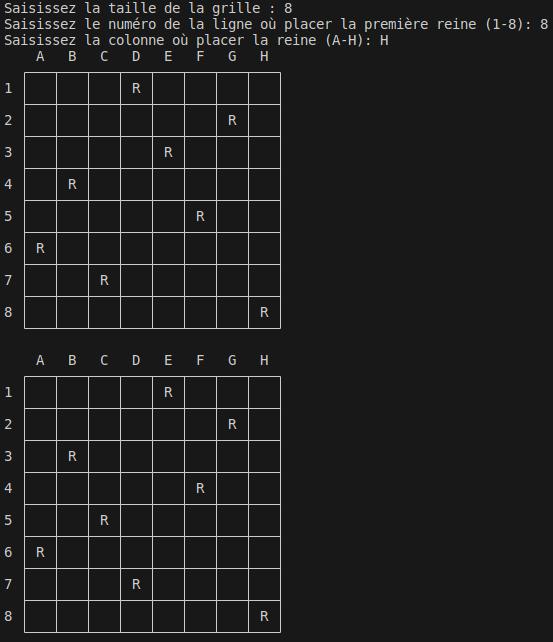 Saisissez la taille de la grille : 8
Saisissez le numéro de la ligne où placer la première reine (1-8): 8
Saisissez la colonne où placer la reine (A-H): H
A B C D E F G H
1 R
2 R
3 R
4 R
5 R
6 R
7 R
8 R
A B C D E F G H
1 R
2 R
3 R
4 R
5 R
6 R
7 R
8 R